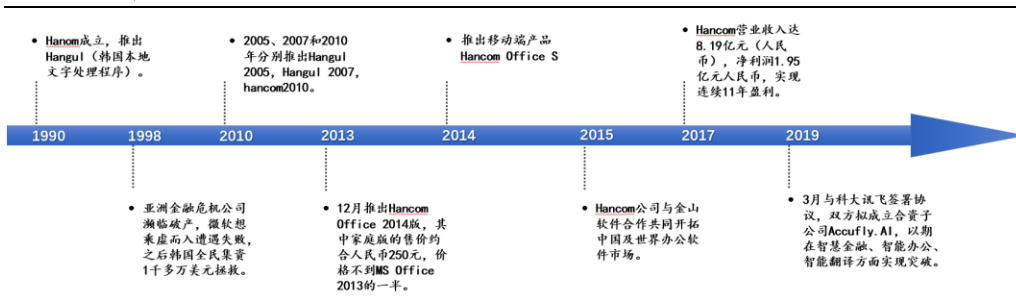 • Hanom成立，推出
Hangul（韩国本地
文字处理程序）。
• 2005、2007和2010
年分别推出Hangul
2005，Hangul 2007，
hancom2010。
• 推出移动端产品
Hancom Office S
• Hancom营业收入达
8.19亿元（人民
币），净利润1.95
亿元人民币，实现
连续11年盈利。
1990 1998 2010 2013 2014 2015 2017 2019
• 亚洲金融危机公司
濒临破产，微软想
乘虚而入遭遇失败，
之后韩国全民集资
1千多万美元拯救。
• 12月推出Hancom
Office 2014版，其
中家庭版的售价约
合人民币250元，价
格不到MS Office
2013的一半。
• Hancom公司与金山
软件合作共同开拓
中国及世界办公软
件市场。
• 3月与科大讯飞签署协
议，双方拟成立合资子
公司Accufly.AI，以期
在智慧金融、智能办公、
智能翻译方面实现突破。